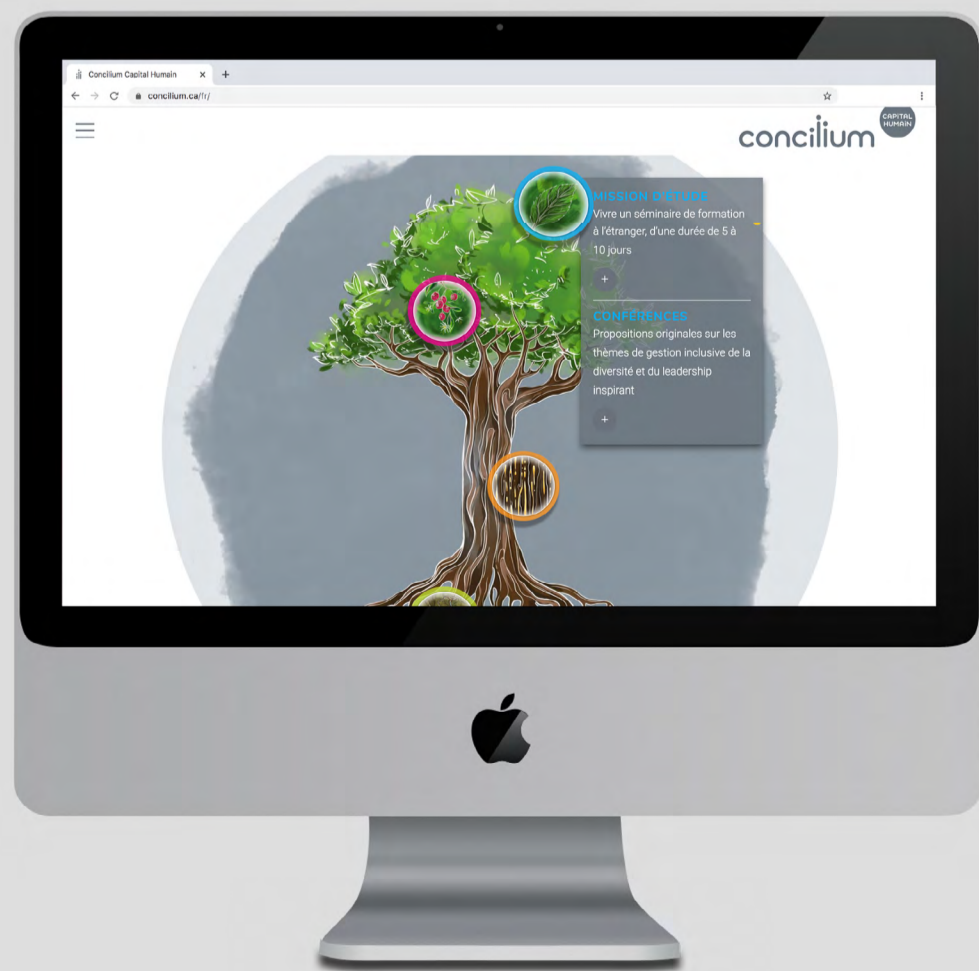 Concilium Capital Humain
concilium.ca/fr/
concilium
CAPITAL
HUMAIN
MISSION D'ÉTUDE
Vivre un séminaire de formation
à l'étranger, d'une durée de 5 à
10 jours
+
CONFÉRENCES
Propositions originales sur les
thèmes de gestion inclusive de la
diversité et du leadership
inspirant
+